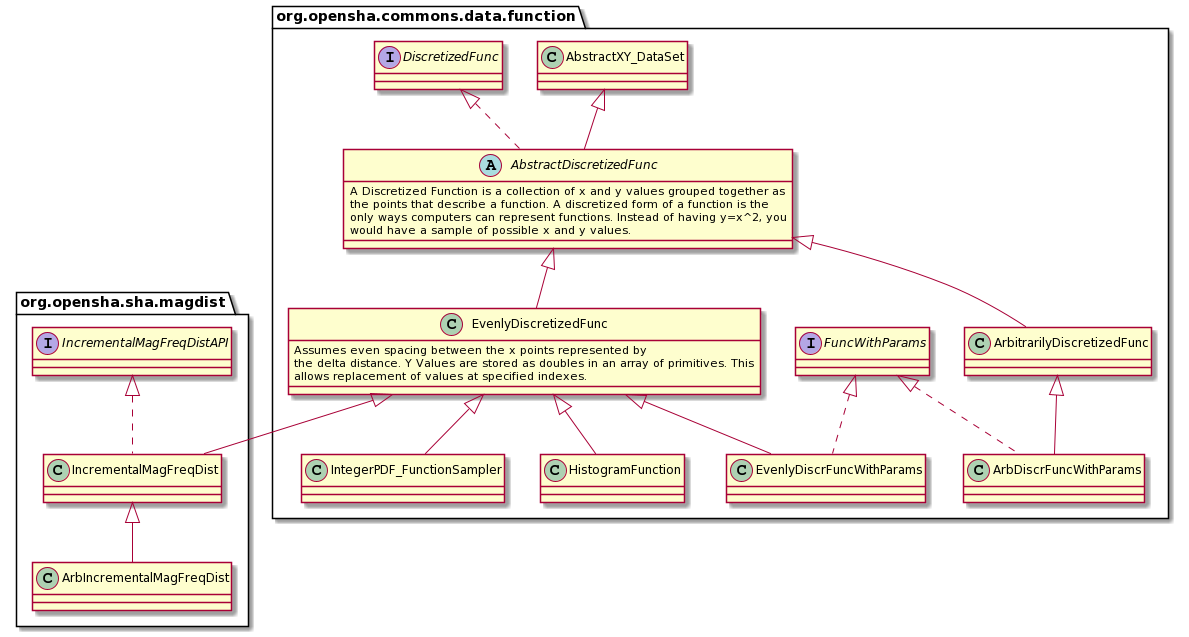 org.opensha.commons.data.function
I DiscretizedFunc
C AbstractXY_DataSet
A AbstractDiscretizedFunc
A Discretized Function is a collection of x and y values grouped together as
the points that describe a function. A discretized form of a function is the
only ways computers can represent functions. Instead of having y=x^2, you
would have a sample of possible x and y values.
org.opensha.sha.magdist
I IncrementalMagFreqDistAPI
C EvenlyDiscretizedFunc
Assumes even spacing between the x points represented by
the delta distance. Y Values are stored as doubles in an array of primitives. This
allows replacement of values at specified indexes.
I FuncWithParams
C ArbitrarilyDiscretizedFunc
C IncrementalMagFreqDist
C IntegerPDF_FunctionSampler
C HistogramFunction
C EvenlyDiscrFuncWithParams
C ArbDiscrFuncWithParams
C ArbIncrementalMagFreqDist